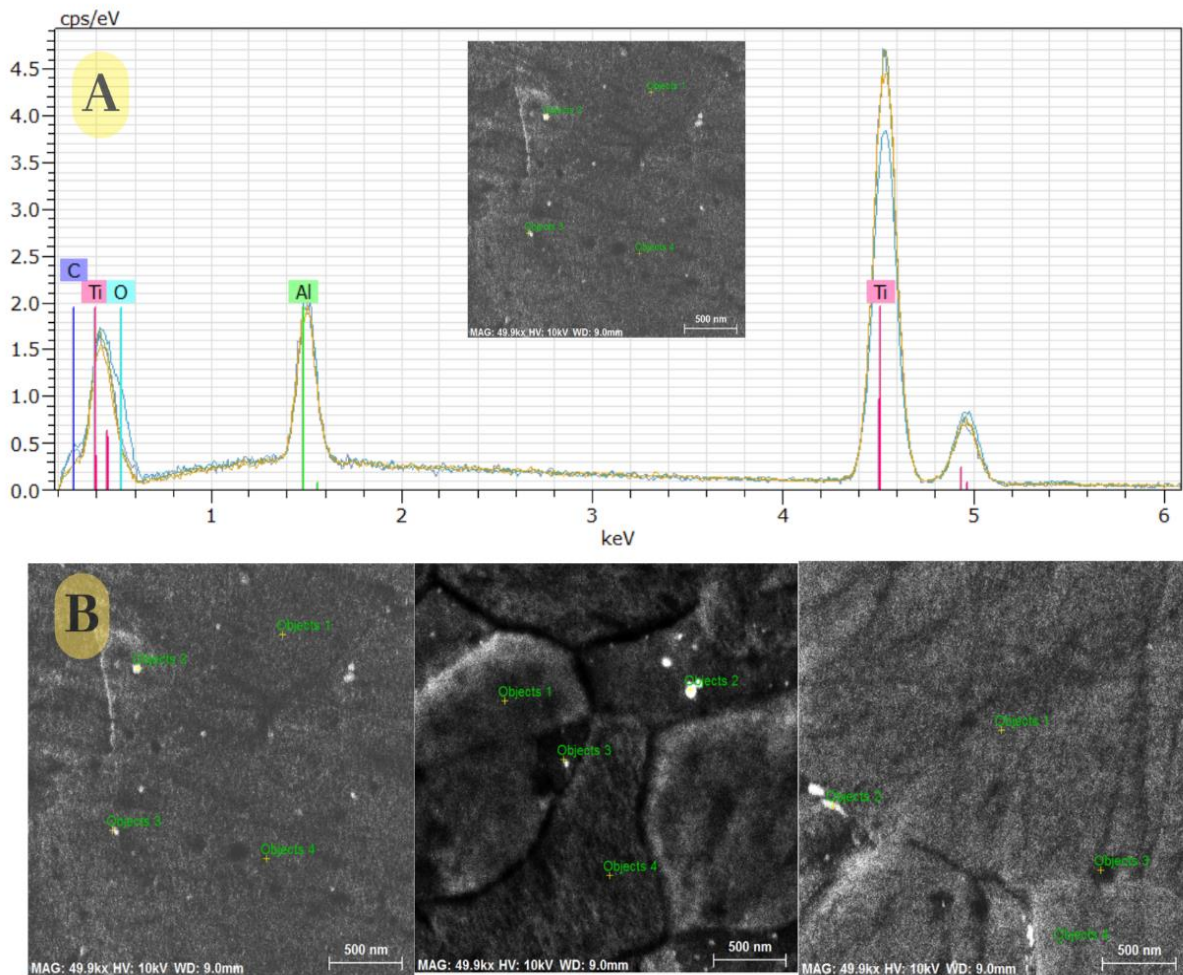 cps/eV
A
4.5
4.0
3.5
3.0
2.5
2.0
1.5
1.0
0.5
0.0
C
Ti
O
Al
Ti
1
2
3
4
5
6
keV
Objects 1
Objects 2
Objects 3
Objects 4
MAG: 49.9kx HV: 10kV WD: 9.0mm
500 nm
B
Objects 1
Objects 2
Objects 3
Objects 4
MAG: 49.9kx HV: 10kV WD: 9.0mm
500 nm
Objects 1
Objects 2
Objects 3
Objects 4
MAG: 49.9kx HV: 10kV WD: 9.0mm
500 nm
Objects 1
Objects 2
Objects 3
Objects
MAG: 49.9kx HV: 10kV WD: 9.0mm
500 nm